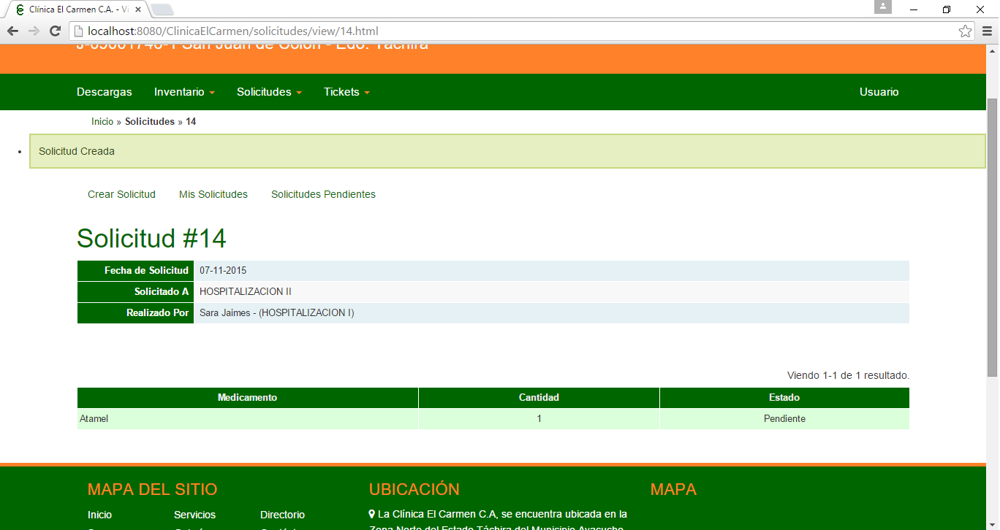 Clínica El Carmen C.A. - Vi
localhost:8080/ClinicaElCarmen/solicitudes/view/14.html
San Juan de Colón - Edo. Táchira
Descargas Inventario Solicitudes Tickets Usuario
Inicio » Solicitudes » 14
Solicitud Creada
Crear Solicitud Mis Solicitudes Solicitudes Pendientes
Solicitud #14
Fecha de Solicitud 07-11-2015
Solicitado A HOSPITALIZACION II
Realizado Por Sara Jaimes - (HOSPITALIZACION I)
Viendo 1-1 de 1 resultado.
Medicamento Cantidad Estado
Atamel 1 Pendiente
MAPA DEL SITIO UBICACIÓN MAPA
Inicio Servicios Directorio La Clínica El Carmen C.A, se encuentra ubicada en la
Zona Norte del Estado Táchira del Municipio Ayacucho